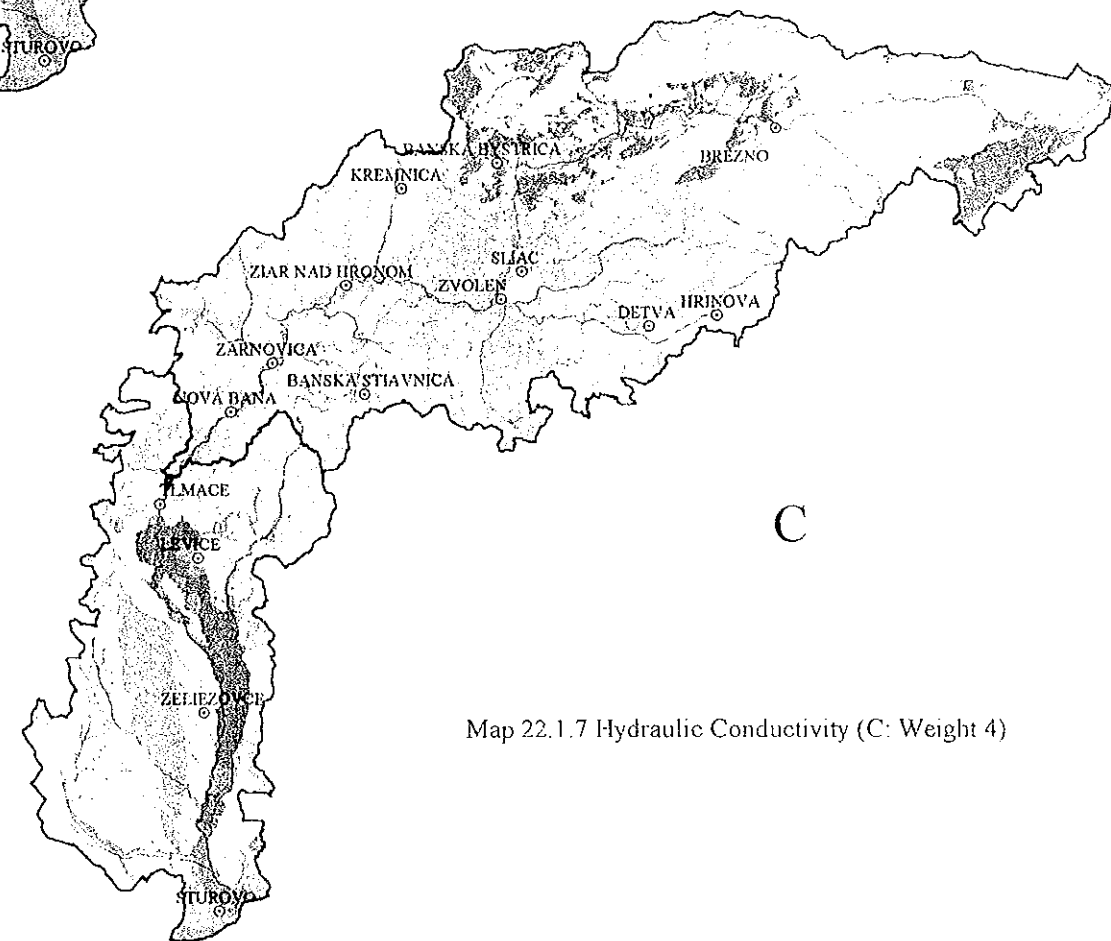 STUROVO
BANSKA BYSTRICA
KREMNICA
BREZNO
SLIAC
ZIAR NAD HRONOM
ZVOLEN
DETVA
HRINOVA
ZARNOVICA
BANSKA STIAVNICA
NOVA BANA
TLMACE
LEVICE
C
ZELIEZOVCE
Map 22.1.7 Hydraulic Conductivity (C: Weight 4)
STUROVO